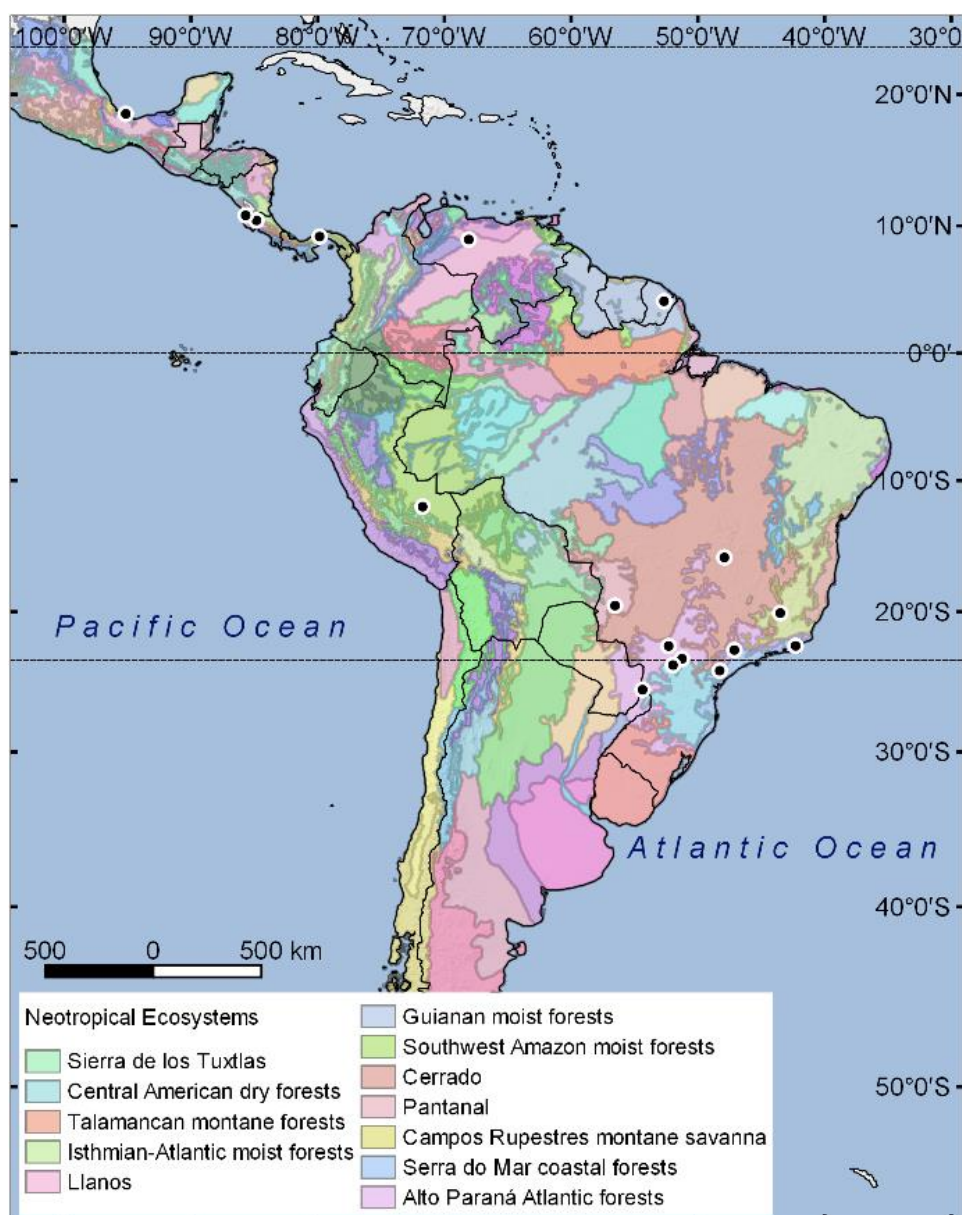 100°0'W 90°0'W 80°0'W 70°0'W 60°0'W 50°0'W 40°0'W 30°0'
20°0'N
10°0'N
0°0'
10°0'S
20°0'S
Pacific Ocean
30°0'S
Atlantic Ocean
40°0'S
500 0 500 km
50°0'S
Neotropical Ecosystems
Sierra de los Tuxtlas
Central American dry forests
Talamancan montane forests
Isthmian-Atlantic moist forests
Llanos
Guianan moist forests
Southwest Amazon moist forests
Cerrado
Pantanal
Campos Rupestres montane savanna
Serra do Mar coastal forests
Alto Paraná Atlantic forests